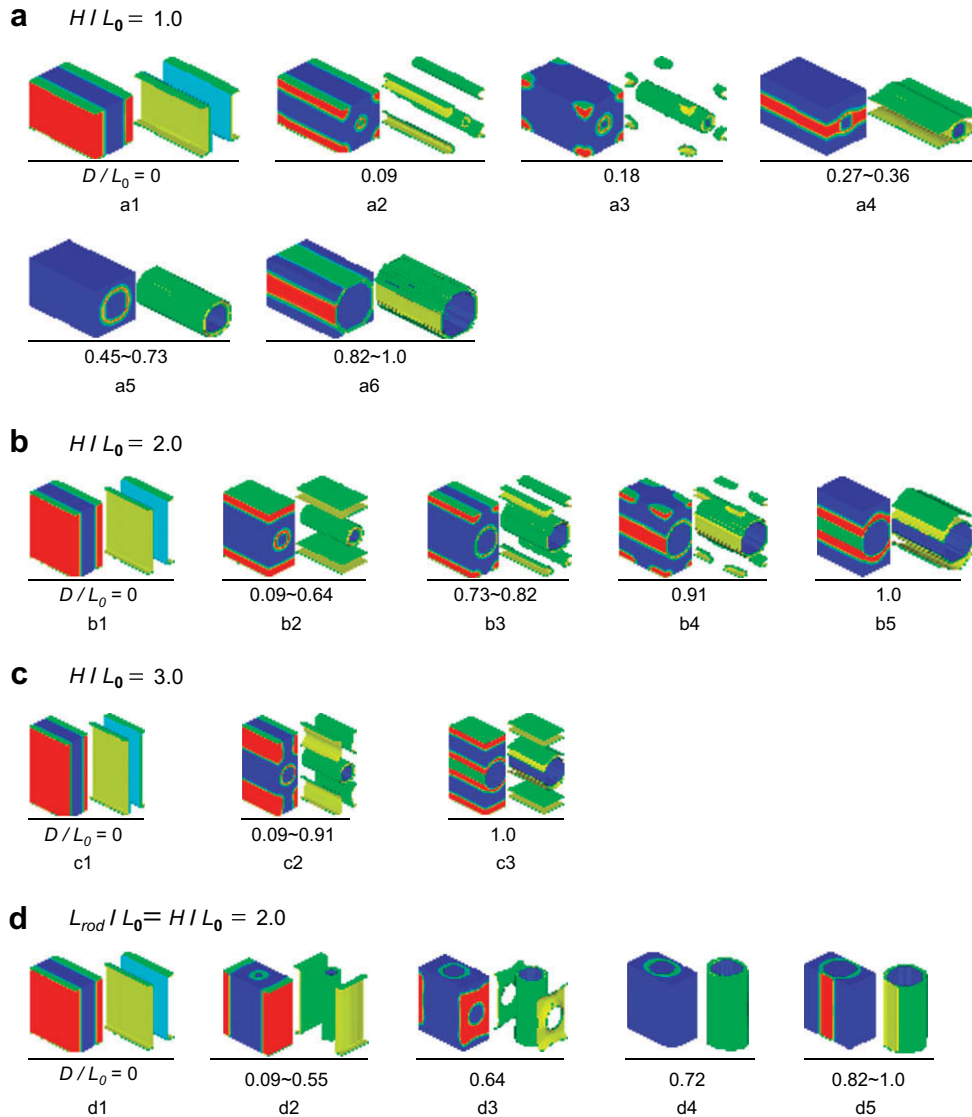 a H / L0 = 1.0
D / L0 = 0 0.09 0.18 0.27~0.36
a1 a2 a3 a4
0.45~0.73 0.82~1.0
a5 a6
b H / L0 = 2.0
D / L0 = 0 0.09~0.64 0.73~0.82 0.91 1.0
b1 b2 b3 b4 b5
c H / L0 = 3.0
D / L0 = 0 0.09~0.91 1.0
c1 c2 c3
d Lrod / L0 = H / L0 = 2.0
D / L0 = 0 0.09~0.55 0.64 0.72 0.82~1.0
d1 d2 d3 d4 d5